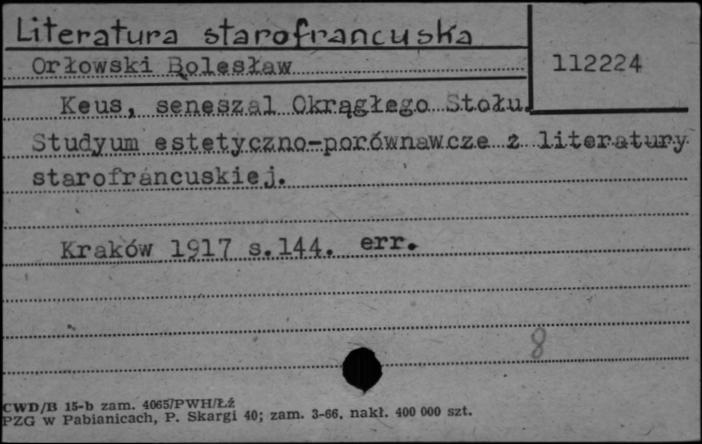 Literatura starofrancuska
Orłowski Bolesław
112224
Keus, seneszal Okrągłego Stołu.
Studyum estetyczno-porównawcze z literatury
starofrancuskiej.
Kraków 1917 s.144. err.
8
CWD/B 15-b zam. 4065/PWH/Łź
PZG w Pabianicach, P. Skargi 40; zam. 3-66. nakł. 400 000 szt.